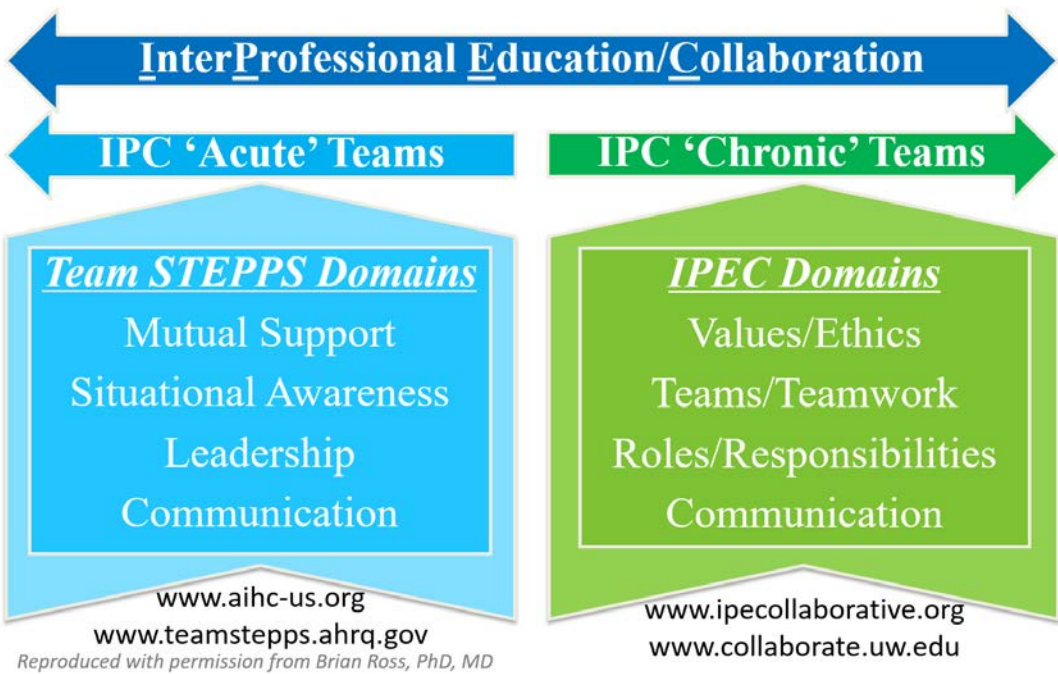 InterProfessional Education/Collaboration
IPC ‘Acute’ Teams
Team STEPPS Domains
Mutual Support
Situational Awareness
Leadership
Communication
www.aihc-us.org
www.teamstepps.ahrq.gov
Reproduced with permission from Brian Ross, PhD, MD
IPC ‘Chronic’ Teams
IPEC Domains
Values/Ethics
Teams/Teamwork
Roles/Responsibilities
Communication
www.ipecollaborative.org
www.collaborate.uw.edu